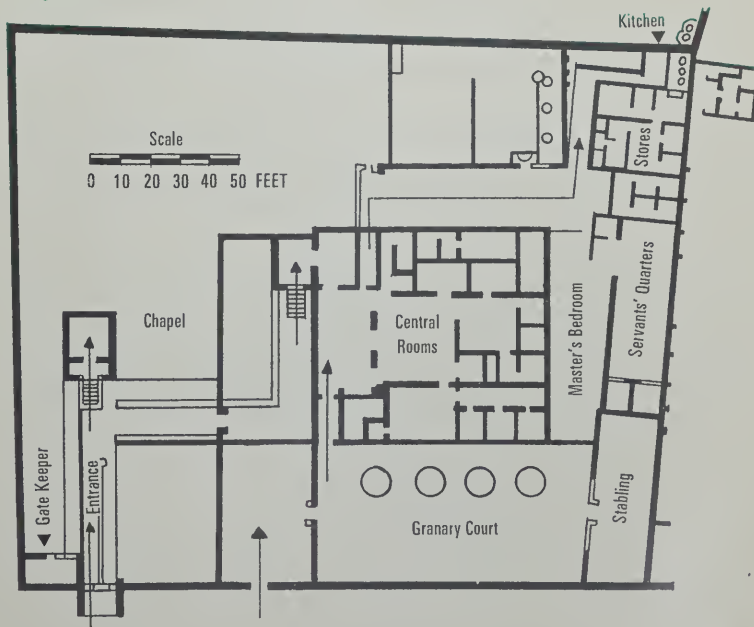 Kitchen
Scale
0 10 20 30 40 50 FEET
Stores
Chapel
Central
Rooms
Master's Bedroom
Servants' Quarters
Gate Keeper
Entrance
Granary Court
Stabling